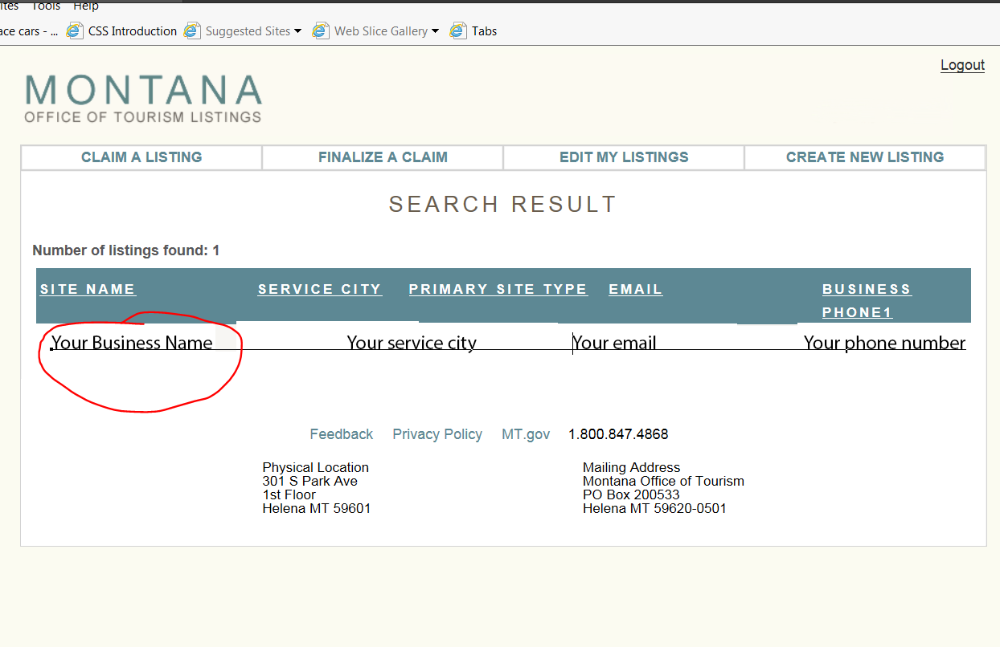 Tools Help
ace cars - ... CSS Introduction Suggested Sites Web Slice Gallery Tabs
Logout
MONTANA
OFFICE OF TOURISM LISTINGS
CLAIM A LISTING FINALIZE A CLAIM EDIT MY LISTINGS CREATE NEW LISTING
SEARCH RESULT
Number of listings found: 1
SITE NAME SERVICE CITY PRIMARY SITE TYPE EMAIL BUSINESS
PHONE1
Your Business Name Your service city Your email Your phone number
Feedback Privacy Policy MT.gov 1.800.847.4868
Physical Location
301 S Park Ave
1st Floor
Helena MT 59601
Mailing Address
Montana Office of Tourism
PO Box 200533
Helena MT 59620-0501